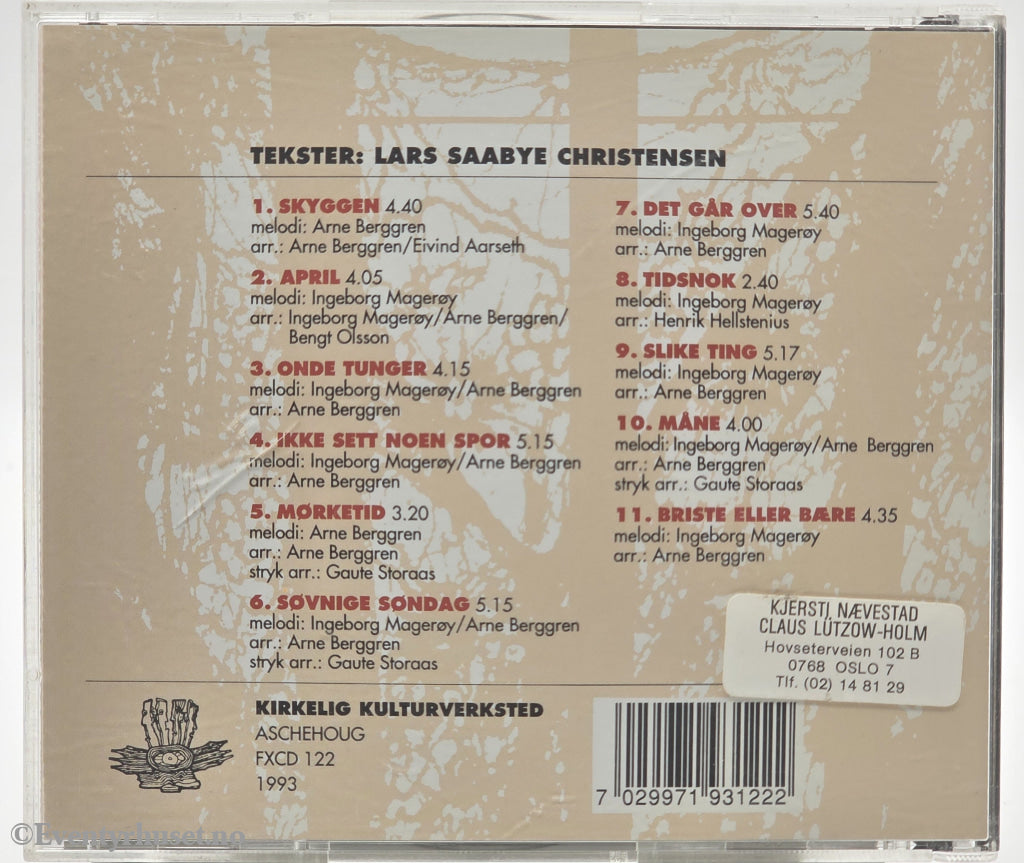 TEKSTER: LARS SAABYE CHRISTENSEN
1. SKYGGEN 4.40
melodi: Arne Berggren
arr.: Arne Berggren/Eivind Aarseth
2. APRIL 4.05
melodi: Ingeborg Magerøy
arr.: Ingeborg Magerøy/Arne Berggren/
Bengt Olsson
3. ONDE TUNGER 4.15
melodi: Ingeborg Magerøy/Arne Berggren
arr.: Arne Berggren
4. IKKE SETT NOEN SPOR 5.15
melodi: Ingeborg Magerøy/Arne Berggren
arr.: Arne Berggren
5. MØRKETID 3.20
melodi: Arne Berggren
arr.: Arne Berggren
stryk arr.: Gaute Storaas
6. SØVNIGE SØNDAG 5.15
melodi: Ingeborg Magerøy/Arne Berggren
arr.: Arne Berggren
stryk arr.: Gaute Storaas
7. DET GÅR OVER 5.40
melodi: Ingeborg Magerøy
arr.: Arne Berggren
8. TIDSNOK 2.40
melodi: Ingeborg Magerøy
arr.: Henrik Hellstenius
9. SLIKE TING 5.17
melodi: Ingeborg Magerøy
arr.: Arne Berggren
10. MÅNE 4.00
melodi: Ingeborg Magerøy/Arne Berggren
arr.: Arne Berggren
stryk arr.: Gaute Storaas
11. BRISTE ELLER BÆRE 4.35
melodi: Ingeborg Magerøy
arr.: Arne Berggren
KJERSTI NÆVESTAD
CLAUS LÜTZOW-HOLM
Hovseterveien 102 B
0768 OSLO 7
Tlf. (02) 14 81 29
KIRKELIG KULTURVERKSTED
ASCHEHOUG
FXCD 122
1993
7 029971 931222
©Eventyrhuset.no